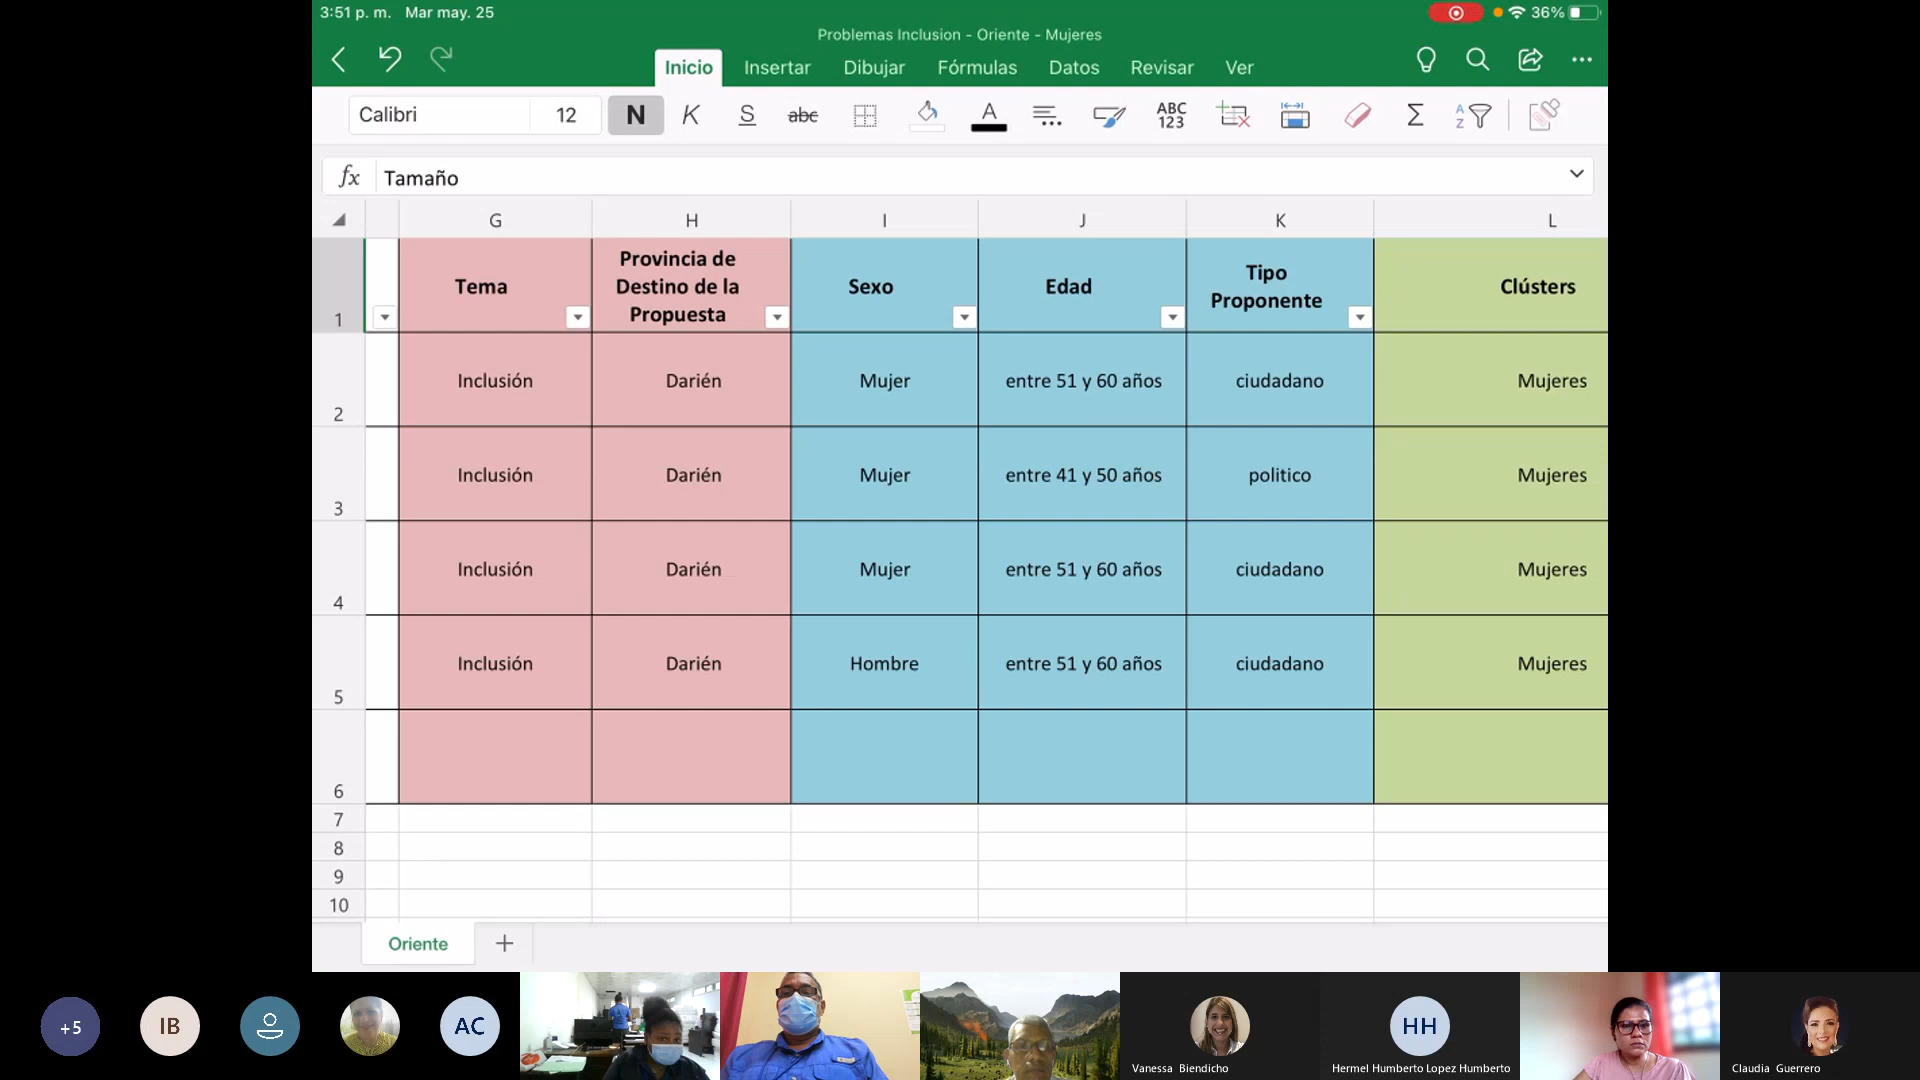 3:51 p. m. Mar may. 25
36%
Problemas Inclusion - Oriente - Mujeres
Inicio Insertar Dibujar Fórmulas Datos Revisar Ver
Calibri 12 N K S abc A ABC 123 Σ A Z
fx Tamaño
G H I J K L
1 Tema Provincia de Destino de la Propuesta Sexo Edad Tipo Proponente Clústers
2 Inclusión Darién Mujer entre 51 y 60 años ciudadano Mujeres
3 Inclusión Darién Mujer entre 41 y 50 años politico Mujeres
4 Inclusión Darién Mujer entre 51 y 60 años ciudadano Mujeres
5 Inclusión Darién Hombre entre 51 y 60 años ciudadano Mujeres
6
7
8
9
10
Oriente +
+5 IB AC HH
Vanessa Biendicho Hermel Humberto Lopez Humberto Claudia Guerrero